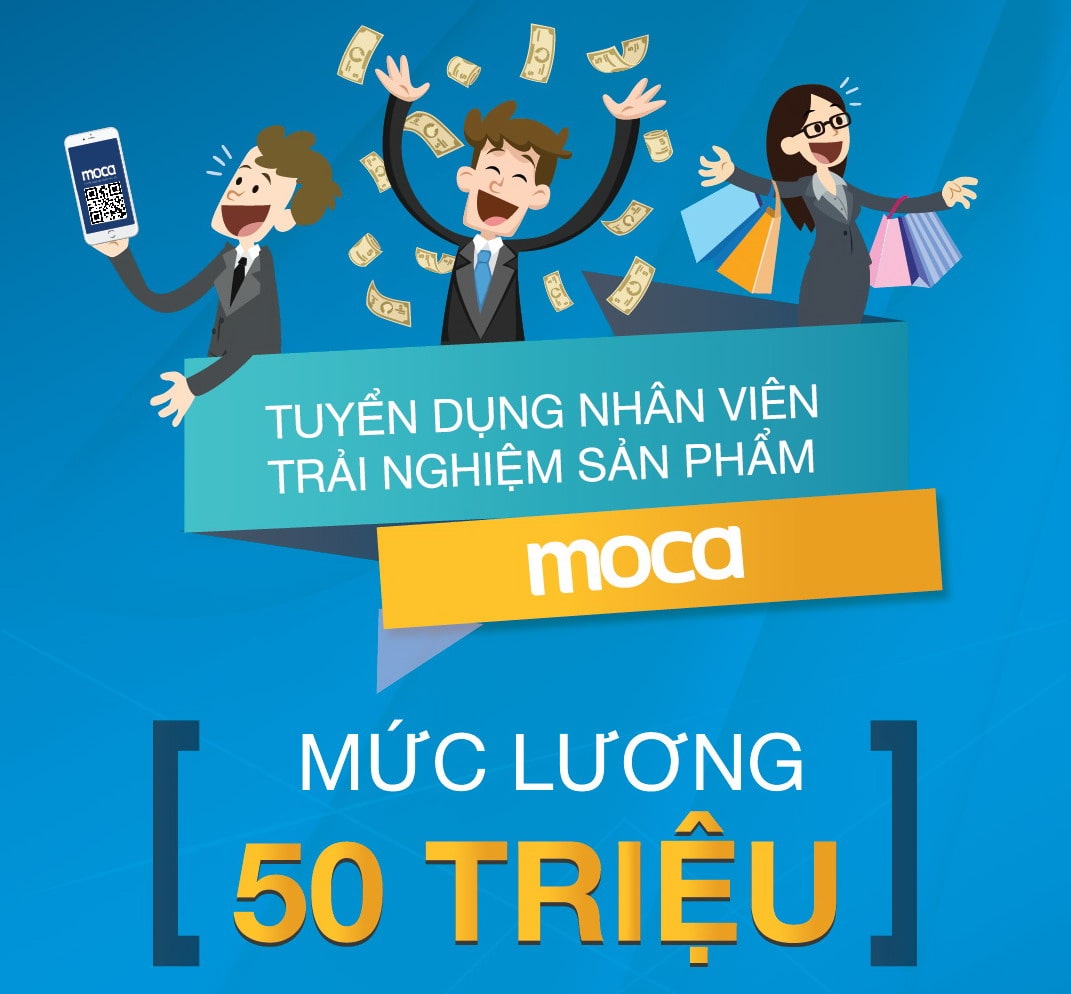 moca
TUYỂN DỤNG NHÂN VIÊN
TRẢI NGHIỆM SẢN PHẨM
moca
MỨC LƯƠNG
50 TRIỆU